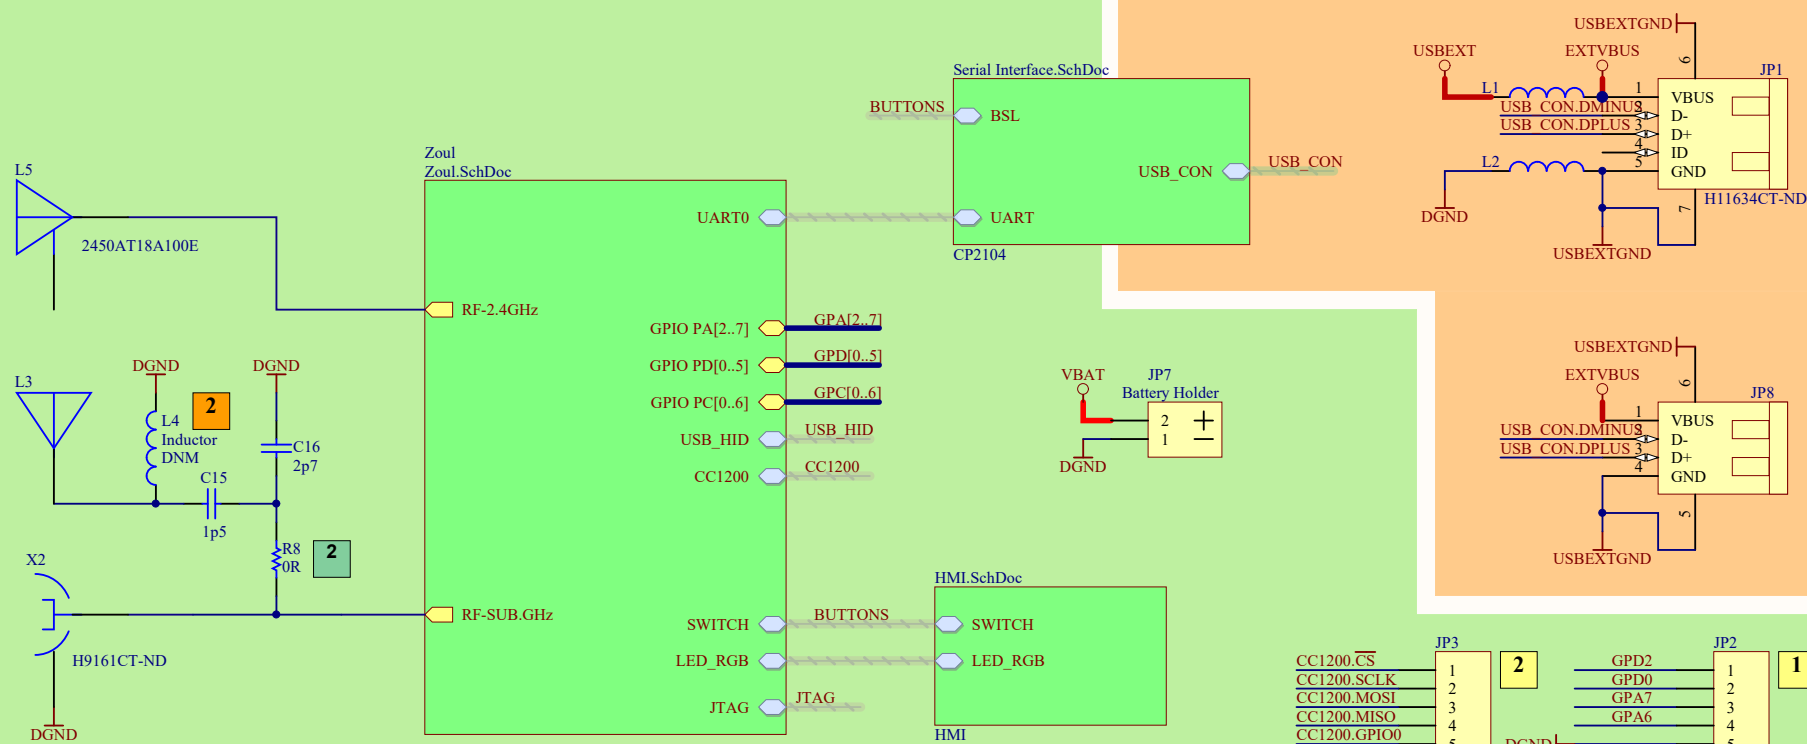 USBEXTGND
USBEXT
EXTVBUS
JP1
L1
1
VBUS
USB_CON.DMINUS
2
D-
USB_CON.DPLUS
3
D+
4
ID
L2
5
GND
6
7
H11634CT-ND
DGND
USBEXTGND
Serial Interface.SchDoc
BUTTONS
BSL
USB_CON
USB_CON
UART
CP2104
Zoul
Zoul.SchDoc
UART0
RF-2.4GHz
GPIO PA[2..7]
GPA[2..7]
GPIO PD[0..5]
GPD[0..5]
GPIO PC[0..6]
GPC[0..6]
USB_HID
USB_HID
CC1200
CC1200
RF-SUB.GHz
SWITCH
BUTTONS
LED_RGB
JTAG
JTAG
L5
2450AT18A100E
L3
DGND
DGND
2
L4
Inductor
DNM
C16
2p7
C15
1p5
R8
0R
2
X2
H9161CT-ND
DGND
VBAT
JP7
Battery Holder
2
+
1
−
DGND
USBEXTGND
EXTVBUS
JP8
6
1
VBUS
USB_CON.DMINUS
2
D-
USB_CON.DPLUS
3
D+
4
GND
5
USBEXTGND
HMI.SchDoc
SWITCH
LED_RGB
HMI
JP3
CC1200.CS
1
CC1200.SCLK
2
CC1200.MOSI
3
CC1200.MISO
4
CC1200.GPIO0
2
JP2
GPD2
1
GPD0
2
GPA7
3
GPA6
4
DGND
1